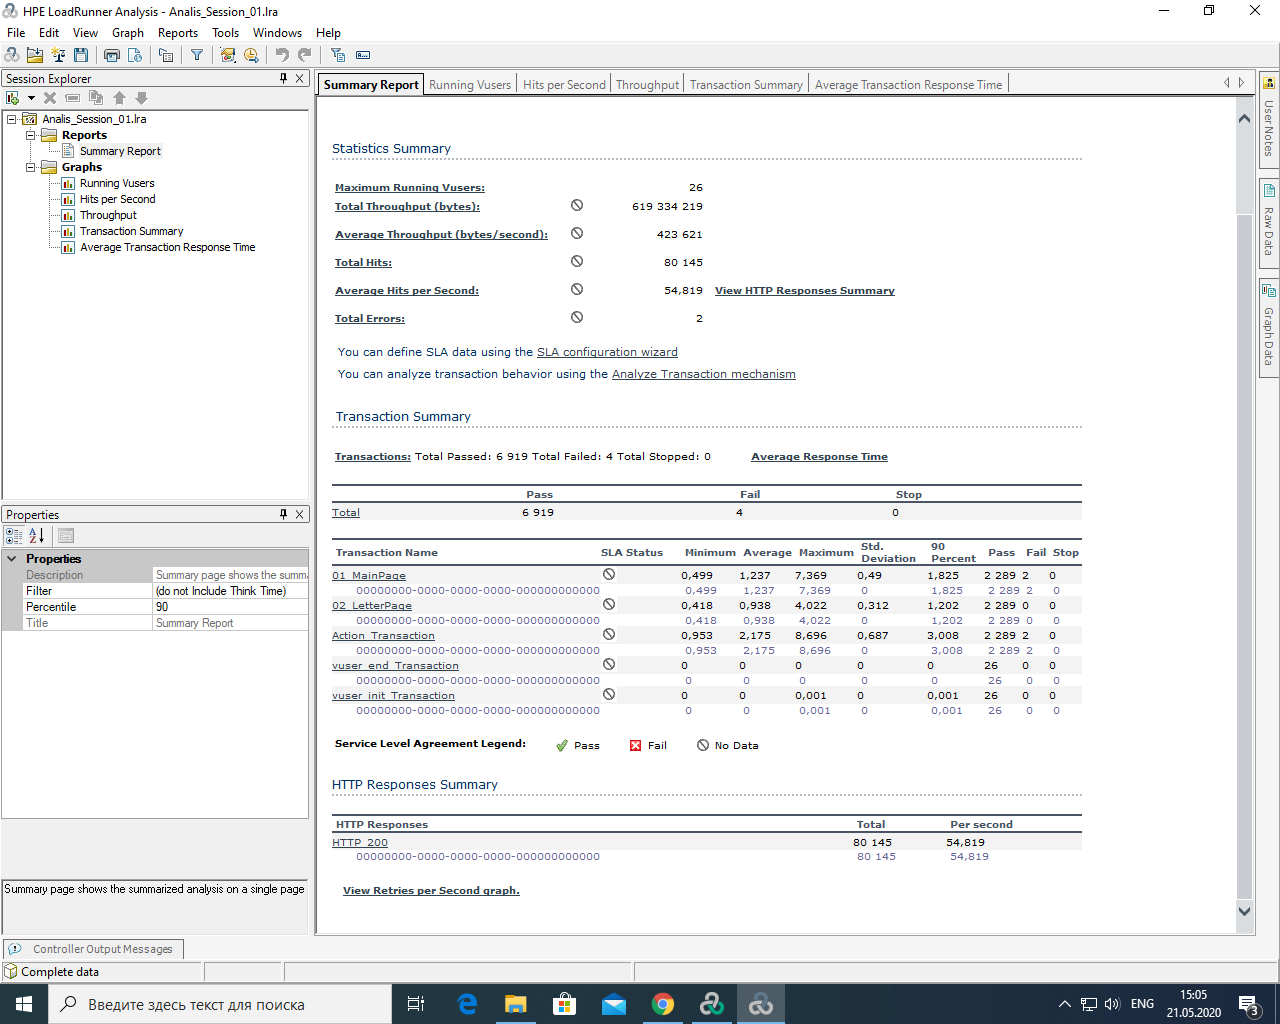 HPE LoadRunner Analysis - Analis_Session_01.lra
File Edit View Graph Reports Tools Windows Help
Session Explorer
Analis_Session_01.lra
Reports
Summary Report
Graphs
Running Vusers
Hits per Second
Throughput
Transaction Summary
Average Transaction Response Time
Properties
Properties
Description Summary page shows the summa
Filter (do not Include Think Time)
Percentile 90
Title Summary Report
Summary page shows the summarized analysis on a single page
Summary Report Running Vusers Hits per Second Throughput Transaction Summary Average Transaction Response Time
Statistics Summary
Maximum Running Vusers: 26
Total Throughput (bytes): 619 334 219
Average Throughput (bytes/second): 423 621
Total Hits: 80 145
Average Hits per Second: 54,819 View HTTP Responses Summary
Total Errors: 2
You can define SLA data using the SLA configuration wizard
You can analyze transaction behavior using the Analyze Transaction mechanism
Transaction Summary
Transactions: Total Passed: 6 919 Total Failed: 4 Total Stopped: 0 Average Response Time
Pass Fail Stop
Total 6 919 4 0
Transaction Name SLA Status Minimum Average Maximum Std. Deviation 90 Percent Pass Fail Stop
01_MainPage 0,499 1,237 7,369 0,49 1,825 2 289 2 0
00000000-0000-0000-0000-000000000000 0,499 1,237 7,369 0 1,825 2 289 2 0
02_LetterPage 0,418 0,938 4,022 0,312 1,202 2 289 0 0
00000000-0000-0000-0000-000000000000 0,418 0,938 4,022 0 1,202 2 289 0 0
Action_Transaction 0,953 2,175 8,696 0,687 3,008 2 289 2 0
00000000-0000-0000-0000-000000000000 0,953 2,175 8,696 0 3,008 2 289 2 0
vuser_end_Transaction 0 0 0 0 0 26 0 0
00000000-0000-0000-0000-000000000000 0 0 0 0 0 26 0 0
vuser_init_Transaction 0 0 0,001 0 0,001 26 0 0
00000000-0000-0000-0000-000000000000 0 0 0,001 0 0,001 26 0 0
Service Level Agreement Legend: Pass Fail No Data
HTTP Responses Summary
HTTP Responses Total Per second
HTTP_200 80 145 54,819
00000000-0000-0000-0000-000000000000 80 145 54,819
View Retries per Second graph.
User Notes
Raw Data
Graph Data
Controller Output Messages
Complete data
Введите здесь текст для поиска
ENG
15:05
21.05.2020
3